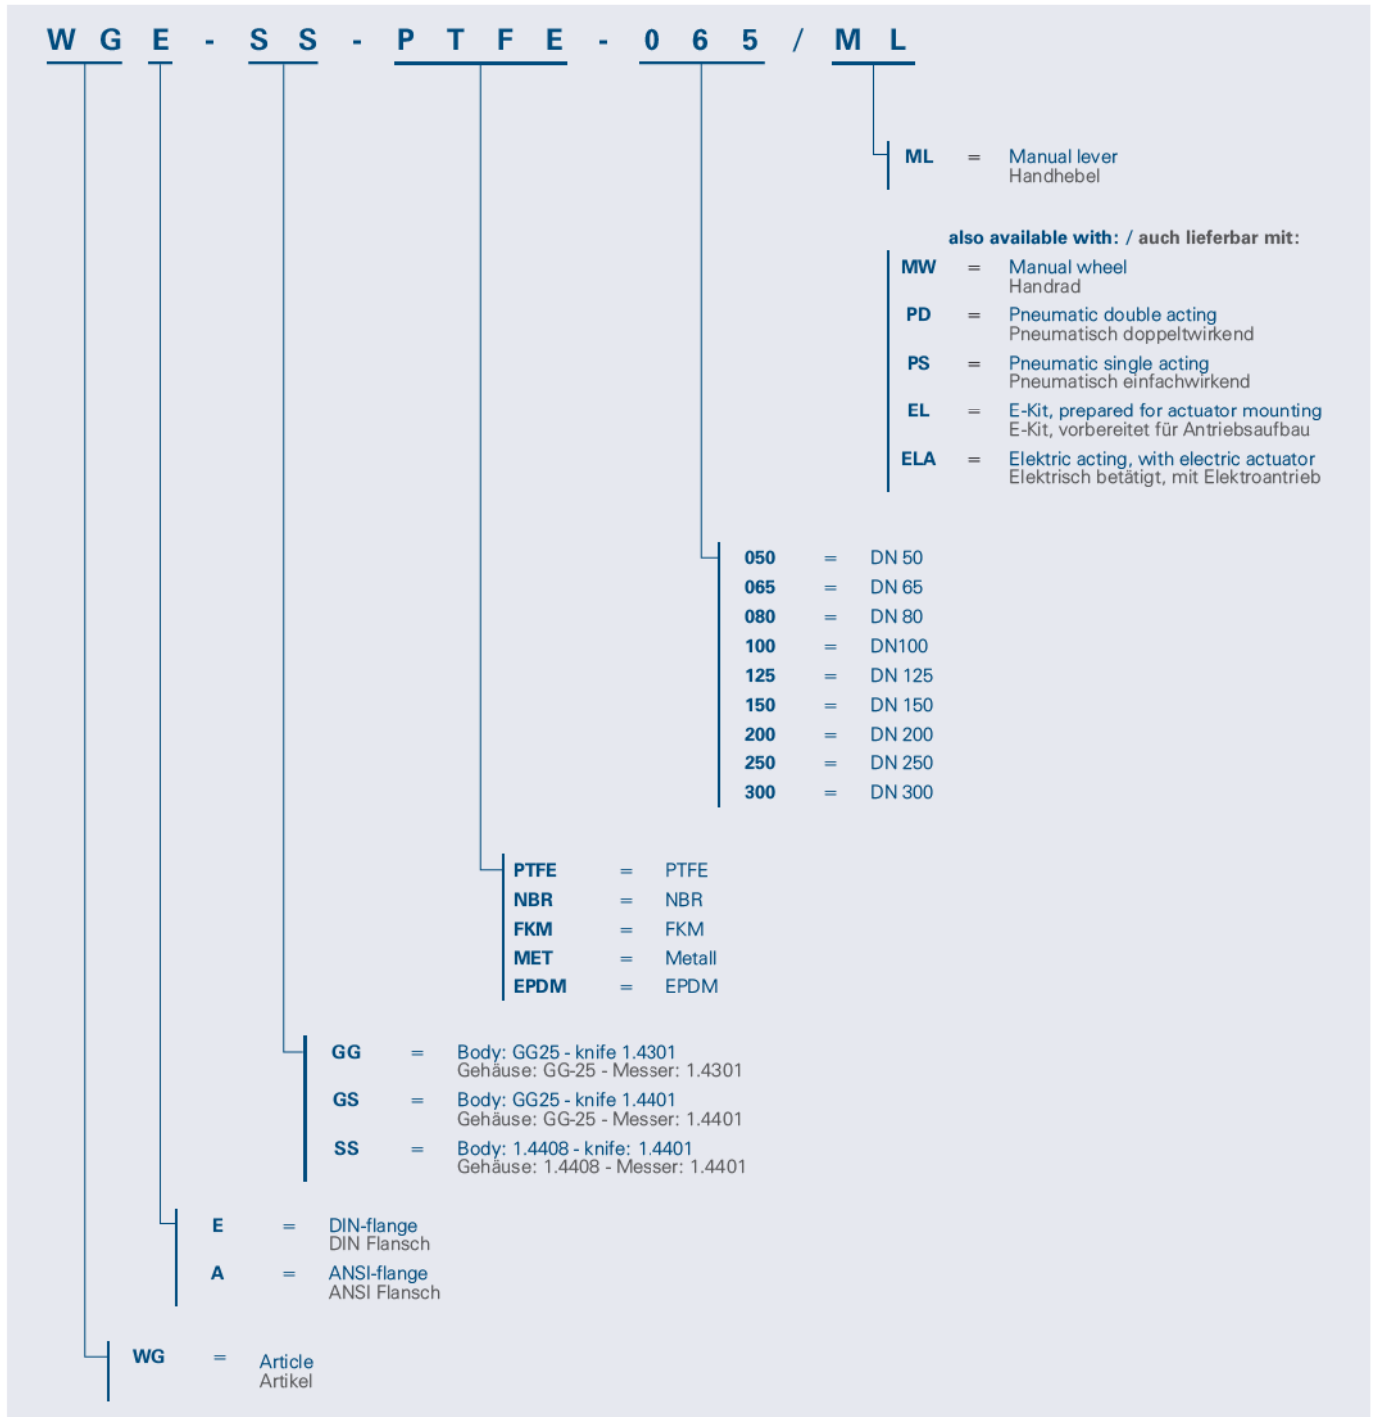 W G E - S S - P T F E - 0 6 5 / M L
ML = Manual lever
Handhebel
also available with: / auch lieferbar mit:
MW = Manual wheel
Handrad
PD = Pneumatic double acting
Pneumatisch doppeltwirkend
PS = Pneumatic single acting
Pneumatisch einfachwirkend
EL = E-Kit, prepared for actuator mounting
E-Kit, vorbereitet für Antriebsaufbau
ELA = Elektric acting, with electric actuator
Elektrisch betätigt, mit Elektroantrieb
050 = DN 50
065 = DN 65
080 = DN 80
100 = DN100
125 = DN 125
150 = DN 150
200 = DN 200
250 = DN 250
300 = DN 300
PTFE = PTFE
NBR = NBR
FKM = FKM
MET = Metall
EPDM = EPDM
GG = Body: GG25 - knife 1.4301
Gehäuse: GG-25 - Messer: 1.4301
GS = Body: GG25 - knife 1.4401
Gehäuse: GG-25 - Messer: 1.4401
SS = Body: 1.4408 - knife: 1.4401
Gehäuse: 1.4408 - Messer: 1.4401
E = DIN-flange
DIN Flansch
A = ANSI-flange
ANSI Flansch
WG = Article
Artikel